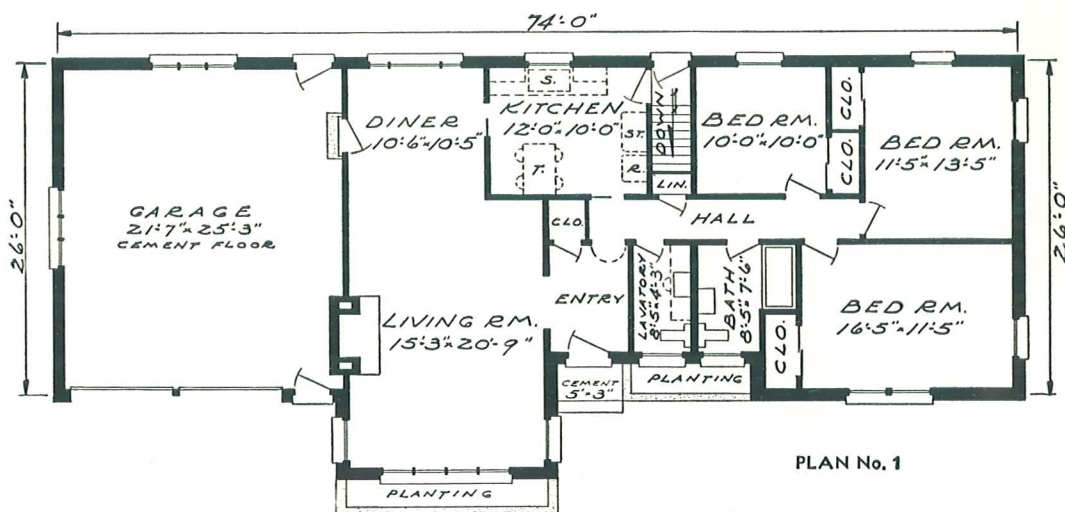 74'-0"
26'-0"
GARAGE
21'-7"x25'-3"
CEMENT FLOOR
DINER
10'-6"x10'-5"
S.
KITCHEN
12'-0"x10'-0"
T.
ST.
R.
DOWN
LIN.
BED RM.
10'-0"x10'-0"
CLO.
CLO.
BED RM.
11'-5"x13'-5"
26'-0"
CLO.
HALL
ENTRY
LAVATORY
8'-5"x4'-3"
BATH
8'-5"x7'-6"
CLO.
BED RM.
16'-5"x11'-5"
LIVING RM.
15'-3"x20'-9"
CEMENT
5'x3'
PLANTING
PLANTING
PLAN No. 1